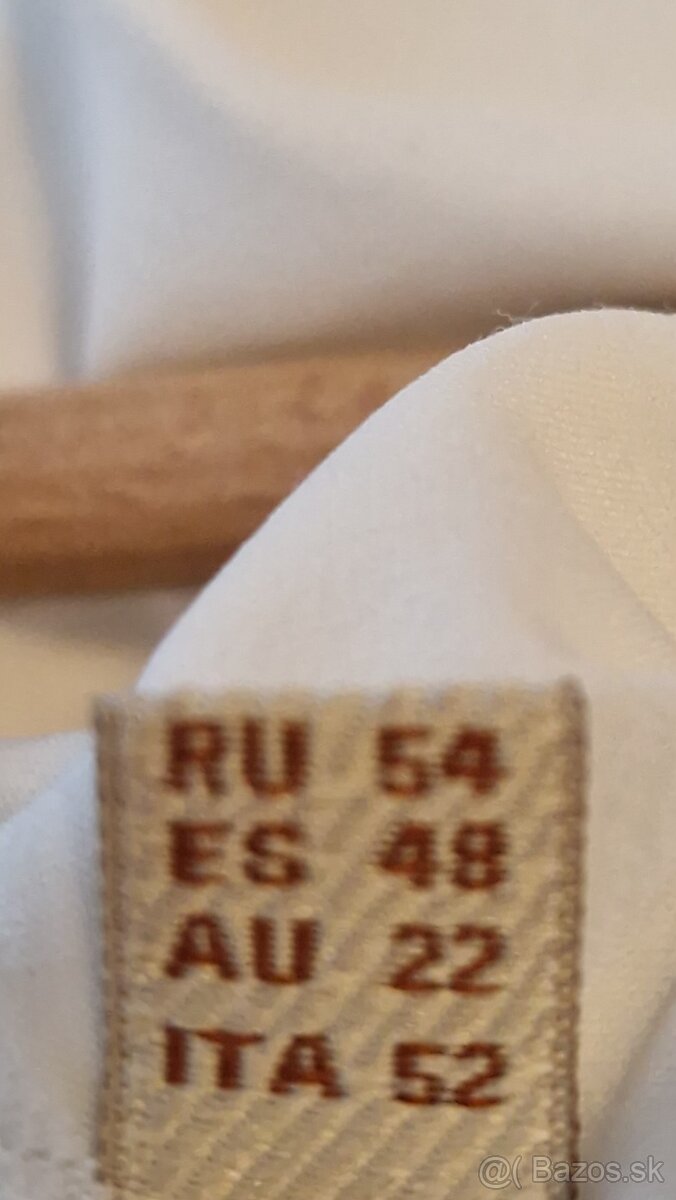 RU 54
ES 48
AU 22
ITA 52
@( Bazos.sk